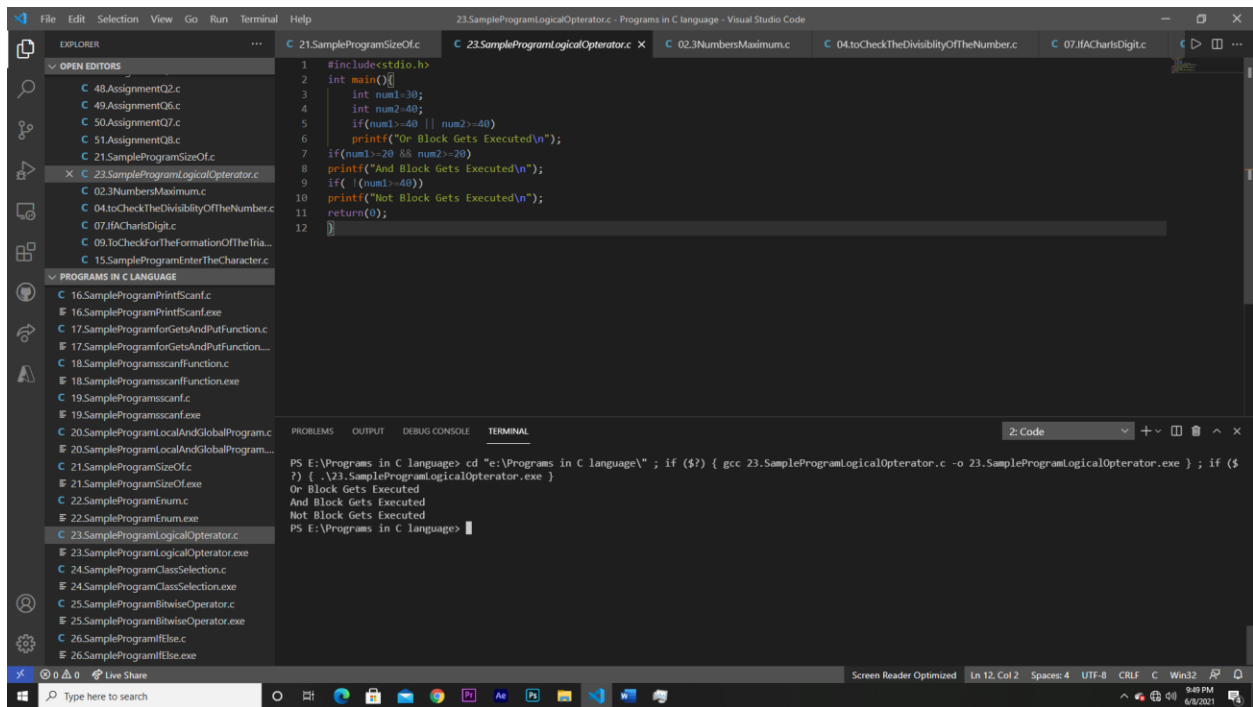 File Edit Selection View Go Run Terminal Help 23.SampleProgramLogicalOpterator.c - Programs in C language - Visual Studio Code
EXPLORER ···
OPEN EDITORS
48.AssignmentQ2.c
49.AssignmentQ6.c
50.AssignmentQ7.c
51.AssignmentQ8.c
21.SampleProgramSizeOf.c
23.SampleProgramLogicalOpterator.c
02.3NumbersMaximum.c
04.toCheckTheDivisiblityOfTheNumber.c
07.IfACharIsDigit.c
09.ToCheckForTheFormationOfTheTria...
15.SampleProgramEnterTheCharacter.c
PROGRAMS IN C LANGUAGE
16.SampleProgramPrintfScanf.c
16.SampleProgramPrintfScanf.exe
17.SampleProgramforGetsAndPutFunction.c
17.SampleProgramforGetsAndPutFunction....
18.SampleProgramsscanfFunction.c
18.SampleProgramsscanfFunction.exe
19.SampleProgramsscanf.c
19.SampleProgramsscanf.exe
20.SampleProgramLocalAndGlobalProgram.c
20.SampleProgramLocalAndGlobalProgram....
21.SampleProgramSizeOf.c
21.SampleProgramSizeOf.exe
22.SampleProgramEnum.c
22.SampleProgramEnum.exe
23.SampleProgramLogicalOpterator.c
23.SampleProgramLogicalOpterator.exe
24.SampleProgramClassSelection.c
24.SampleProgramClassSelection.exe
25.SampleProgramBitwiseOperator.c
25.SampleProgramBitwiseOperator.exe
26.SampleProgramIfElse.c
26.SampleProgramIfElse.exe
C 21.SampleProgramSizeOf.c C 23.SampleProgramLogicalOpterator.c C 02.3NumbersMaximum.c C 04.toCheckTheDivisiblityOfTheNumber.c C 07.IfACharIsDigit.c
1 #include<stdio.h>
2 int main(){
3 int num1=30;
4 int num2=40;
5 if(num1>=40 || num2>=40)
6 printf("Or Block Gets Executed\n");
7 if(num1>=20 && num2>=20)
8 printf("And Block Gets Executed\n");
9 if( !(num1>=40))
10 printf("Not Block Gets Executed\n");
11 return(0);
12 }
PROBLEMS OUTPUT DEBUG CONSOLE TERMINAL 2: Code
PS E:\Programs in C language> cd "e:\Programs in C language\" ; if ($?) { gcc 23.SampleProgramLogicalOpterator.c -o 23.SampleProgramLogicalOpterator.exe } ; if ($
?) { .\23.SampleProgramLogicalOpterator.exe }
Or Block Gets Executed
And Block Gets Executed
Not Block Gets Executed
PS E:\Programs in C language>
0 0 Live Share Screen Reader Optimized Ln 12, Col 2 Spaces: 4 UTF-8 CRLF C Win32
Type here to search Pr Ae Ps 9:49 PM
6/8/2021